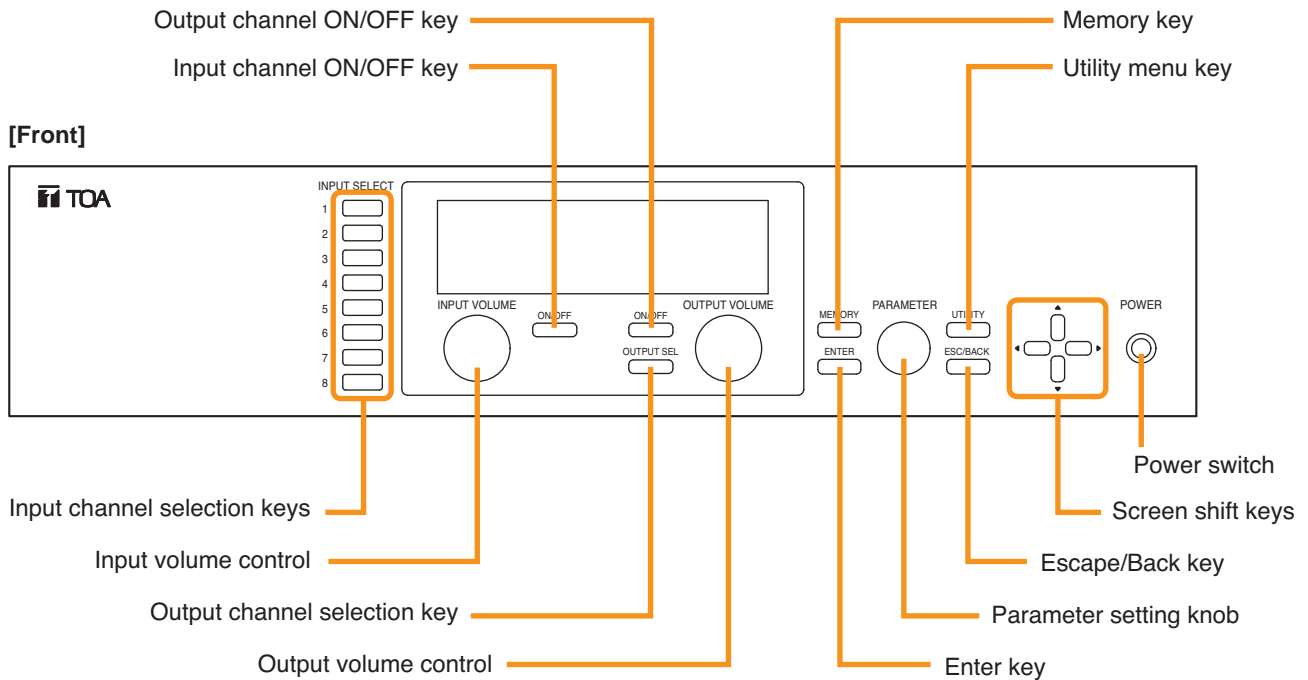 Output channel ON/OFF key
Memory key
Input channel ON/OFF key
Utility menu key
[Front]
TOA
INPUT SELECT
1
2
3
4
5
6
7
8
INPUT VOLUME
ON/OFF
ON/OFF
OUTPUT VOLUME
OUTPUT SEL
MEMORY
PARAMETER
UTILITY
ENTER
ESC/BACK
POWER
Power switch
Input channel selection keys
Screen shift keys
Input volume control
Escape/Back key
Output channel selection key
Parameter setting knob
Output volume control
Enter key